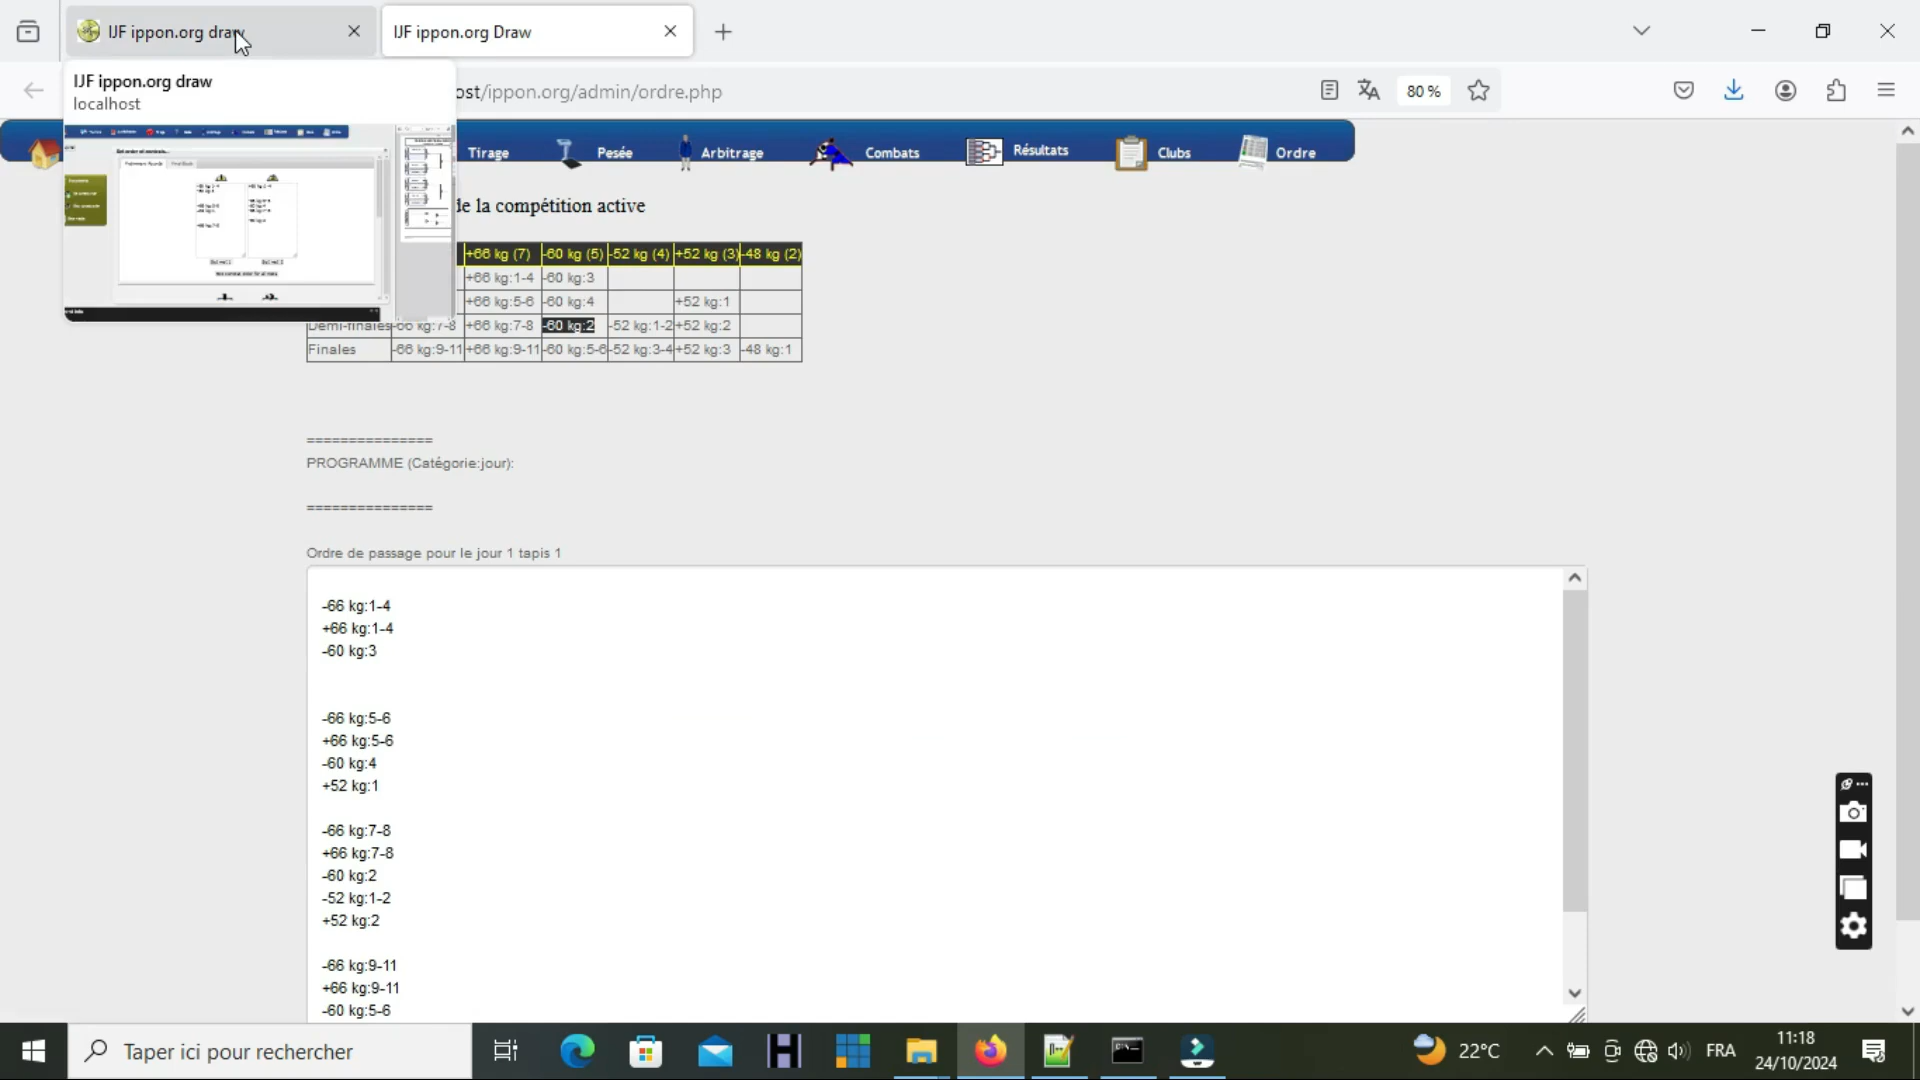 IJF ippon.org draw
IJF ippon.org Draw
IJF ippon.org draw
localhost
ost/ippon.org/admin/ordre.php
80 %
Tirage
Pesée
Arbitrage
Combats
Résultats
Clubs
Ordre
de la compétition active
+66 kg (7) -60 kg (5) -52 kg (4) +52 kg (3) -48 kg (2)
+66 kg:1-4 -60 kg:3
+66 kg:5-6 -60 kg:4 +52 kg:1
Demi-finales -66 kg:7-8 +66 kg:7-8 -60 kg:2 -52 kg:1-2 +52 kg:2
Finales -66 kg:9-11 +66 kg:9-11 -60 kg:5-6 -52 kg:3-4 +52 kg:3 -48 kg:1
===============
PROGRAMME (Catégorie:jour):
===============
Ordre de passage pour le jour 1 tapis 1
-66 kg:1-4
+66 kg:1-4
-60 kg:3
-66 kg:5-6
+66 kg:5-6
-60 kg:4
+52 kg:1
-66 kg:7-8
+66 kg:7-8
-60 kg:2
-52 kg:1-2
+52 kg:2
-66 kg:9-11
+66 kg:9-11
-60 kg:5-6
Taper ici pour rechercher
22°C
FRA
11:18
24/10/2024